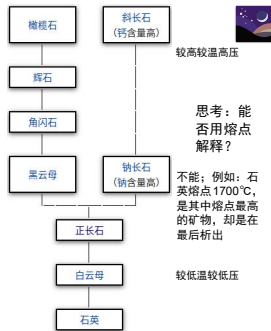 橄榄石
斜长石
（钙含量高）
较高较温高压
辉石
角闪石
思考：能
否用熔点
解释？
黑云母
钠长石
（钠含量高）
不能；例如：石
英熔点1700℃，
是其中熔点最高
的矿物，却是在
最后析出
正长石
白云母
较低温较低压
石英